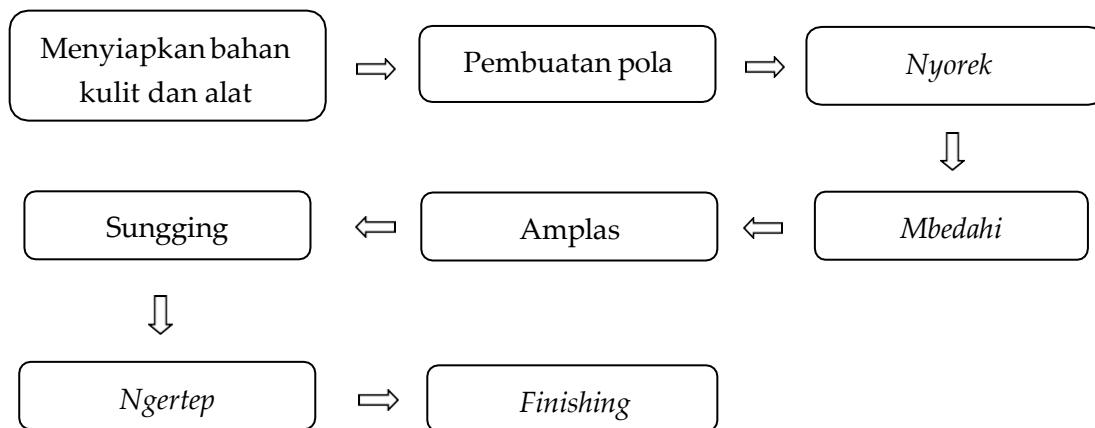 Menyiapkan bahan
kulit dan alat
Pembuatan pola
Nyorek
Mbedahi
Amplas
Sungging
Ngertep
Finishing